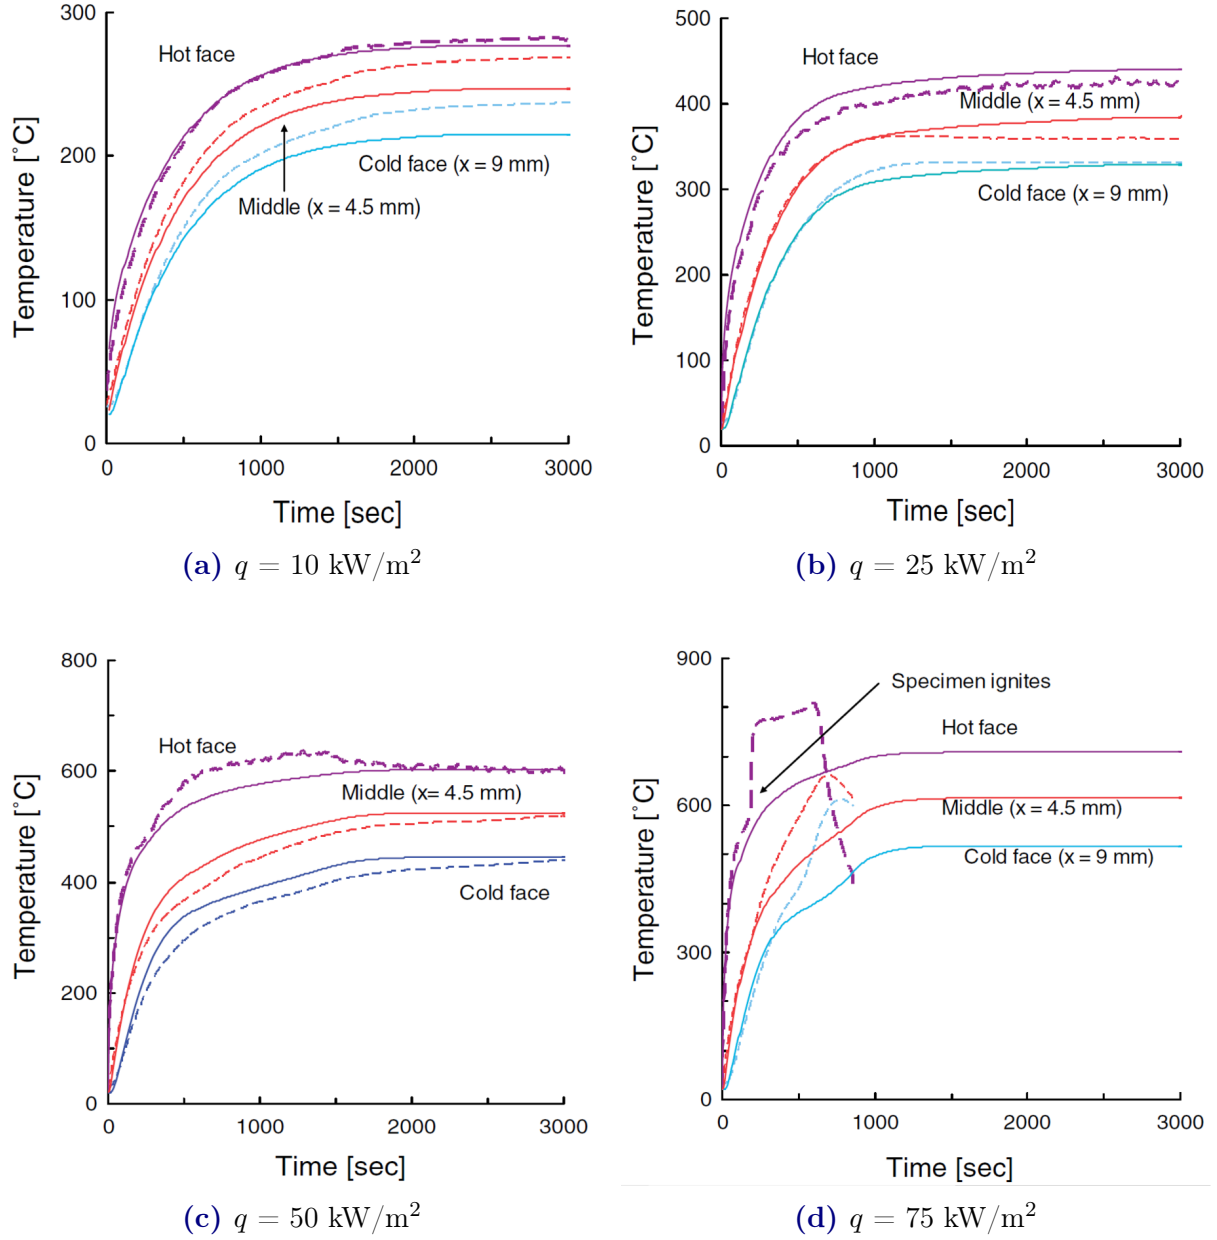 300
200
100
0
Temperature [°C]
Hot face
Cold face (x = 9 mm)
Middle (x = 4.5 mm)
0 1000 2000 3000
Time [sec]
(a) q = 10 kW/m²
500
400
300
200
100
0
Temperature [°C]
Hot face
Middle (x = 4.5 mm)
Cold face (x = 9 mm)
0 1000 2000 3000
Time [sec]
(b) q = 25 kW/m²
800
600
400
200
0
Temperature [°C]
Hot face
Middle (x= 4.5 mm)
Cold face
0 1000 2000 3000
Time [sec]
(c) q = 50 kW/m²
900
600
300
0
Temperature [°C]
Specimen ignites
Hot face
Middle (x = 4.5 mm)
Cold face (x = 9 mm)
0 1000 2000 3000
Time [sec]
(d) q = 75 kW/m²